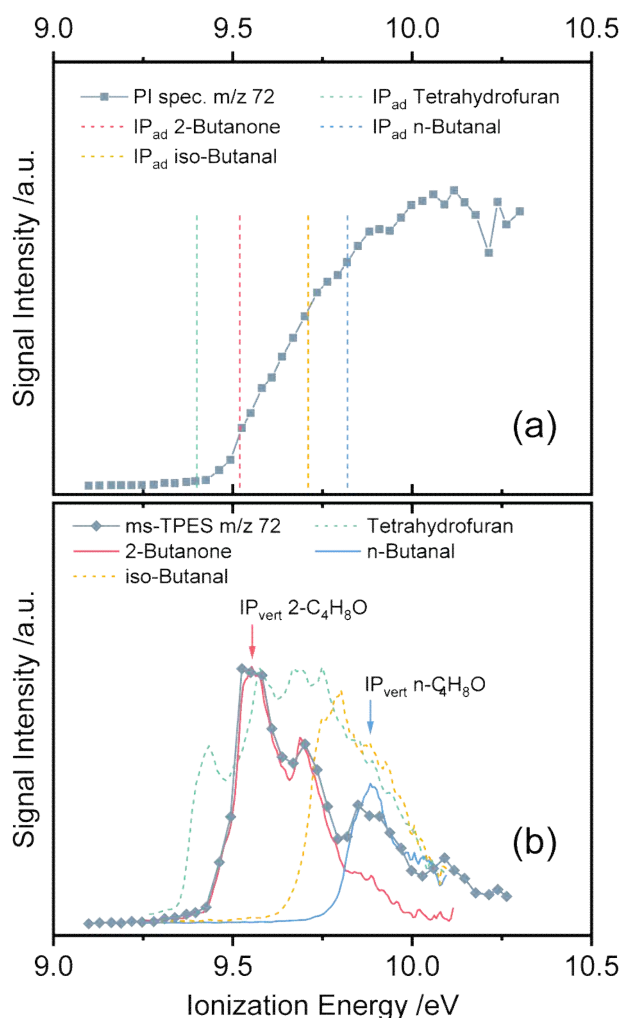 9.0 9.5 10.0 10.5
PI spec. m/z 72
IPad 2-Butanone
IPad iso-Butanal
IPad Tetrahydrofuran
IPad n-Butanal
Signal Intensity /a.u.
(a)
ms-TPES m/z 72
2-Butanone
iso-Butanal
Tetrahydrofuran
n-Butanal
IPvert 2-C4H8O
IPvert n-C4H8O
Signal Intensity /a.u.
(b)
9.0 9.5 10.0 10.5
Ionization Energy /eV